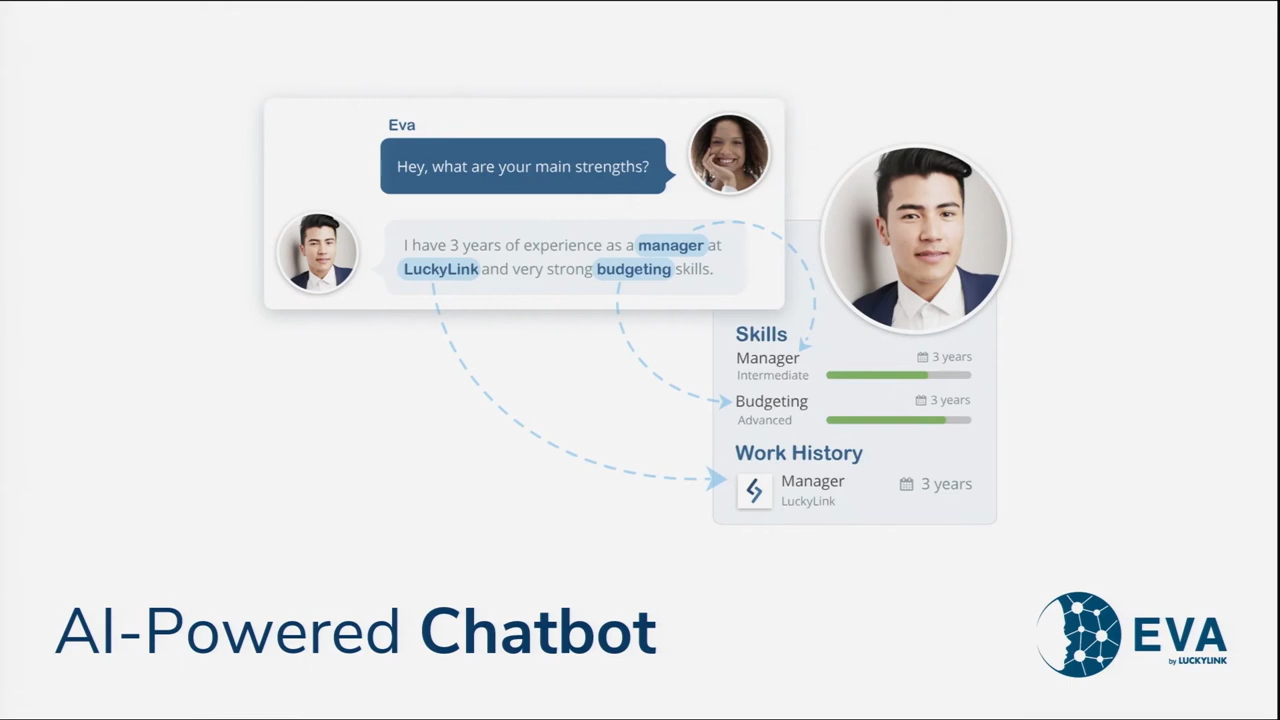 Eva
Hey, what are your main strengths?
I have 3 years of experience as a manager at
LuckyLink and very strong budgeting skills.
Skills
Manager
3 years
Intermediate
Budgeting
3 years
Advanced
Work History
Manager
3 years
LuckyLink
AI-Powered Chatbot
EVA
by LUCKYLINK